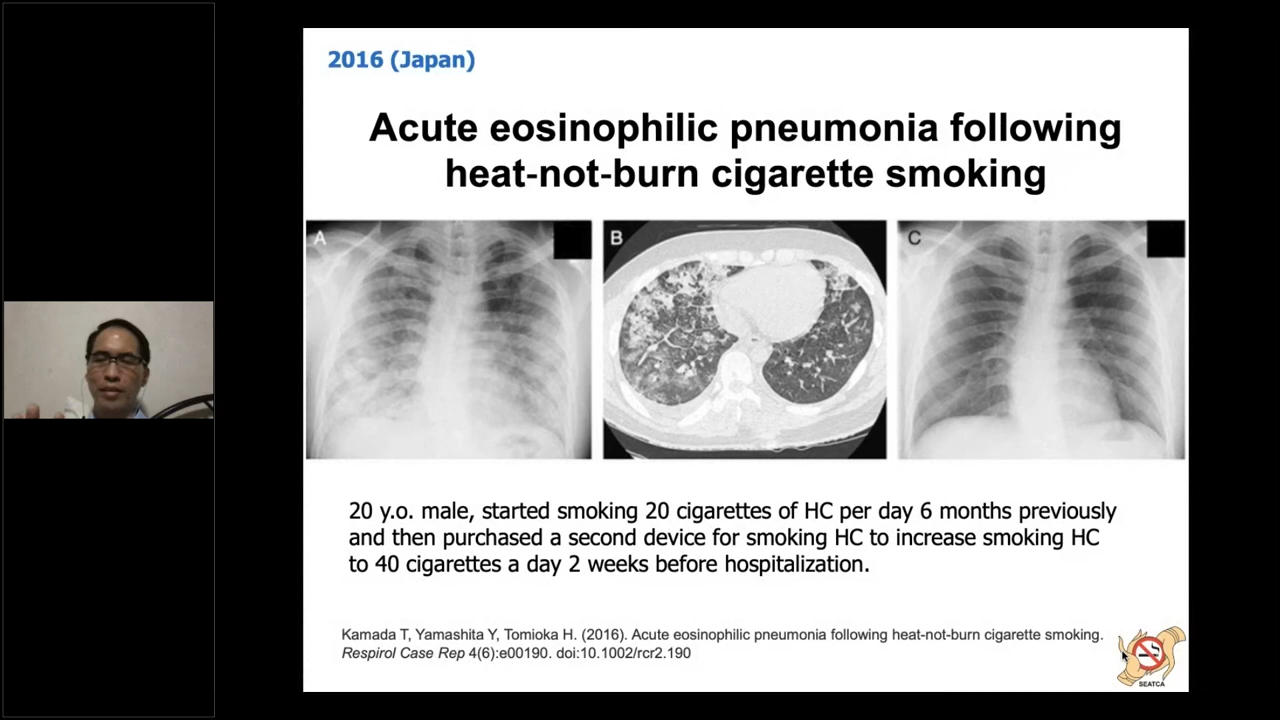 2016 (Japan)
Acute eosinophilic pneumonia following
heat-not-burn cigarette smoking
A
B
C
20 y.o. male, started smoking 20 cigarettes of HC per day 6 months previously
and then purchased a second device for smoking HC to increase smoking HC
to 40 cigarettes a day 2 weeks before hospitalization.
Kamada T, Yamashita Y, Tomioka H. (2016). Acute eosinophilic pneumonia following heat-not-burn cigarette smoking.
Respirol Case Rep 4(6):e00190. doi:10.1002/rcr2.190
SEATCA